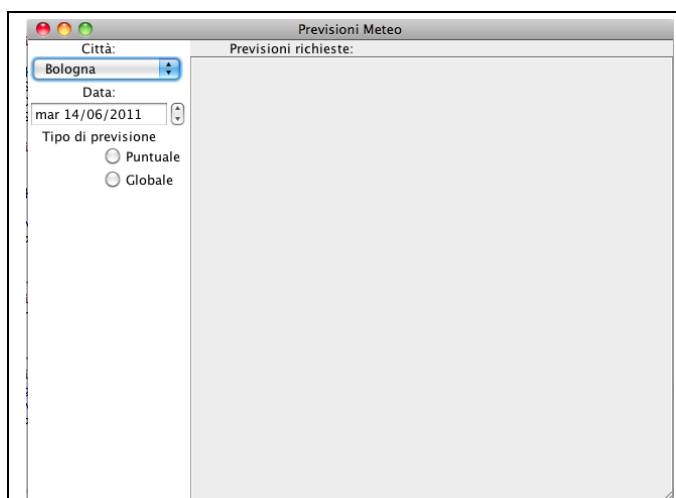 Previsioni Meteo
Città:
Previsioni richieste:
Bologna
Data:
mar 14/06/2011
Tipo di previsione
Puntuale
Globale